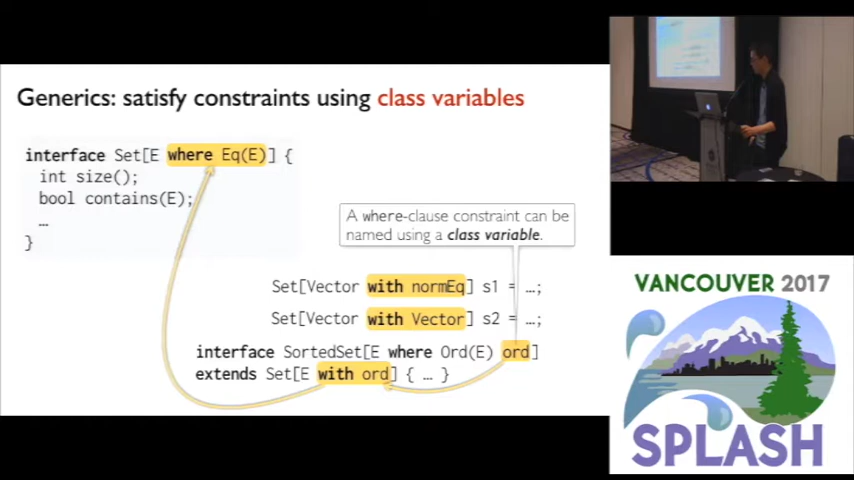 Generics: satisfy constraints using class variables
interface Set[E where Eq(E)] {
int size();
bool contains(E);
…
}
A where-clause constraint can be
named using a class variable.
Set[Vector with normEq] s1 = …;
Set[Vector with Vector] s2 = …;
interface SortedSet[E where Ord(E) ord]
extends Set[E with ord] { … }
VANCOUVER 2017
SPLASH